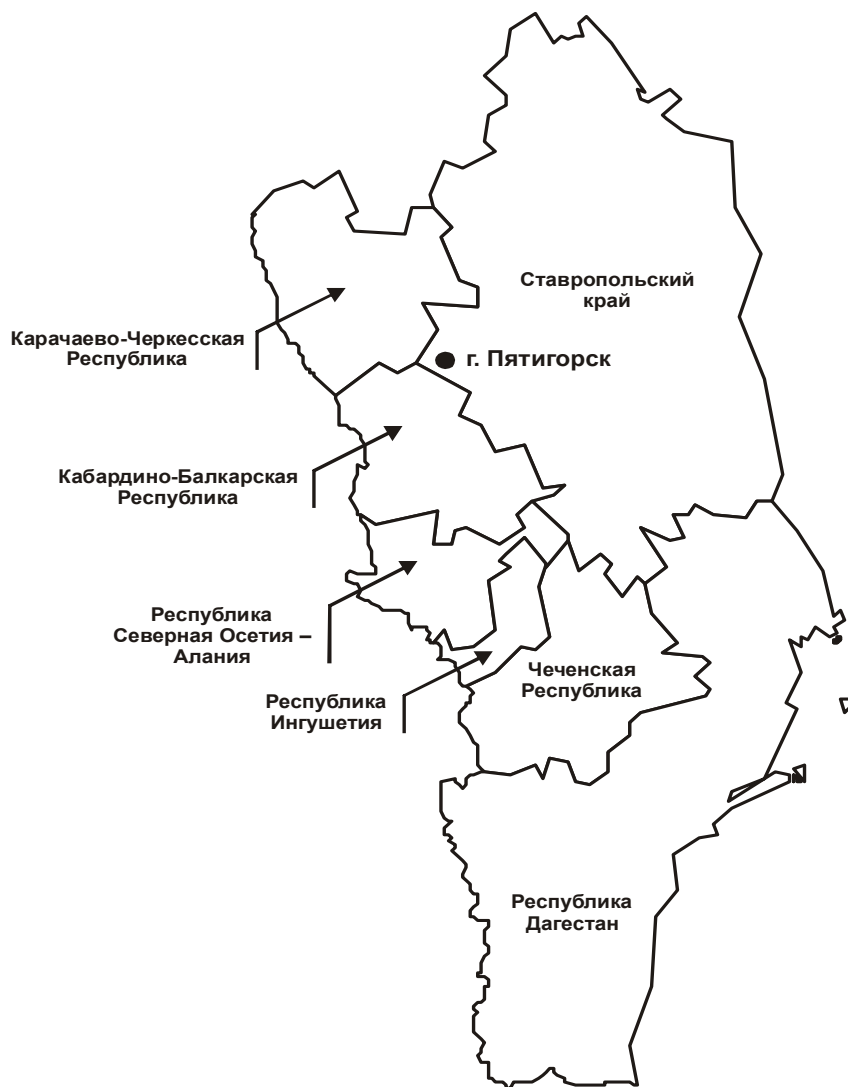 Ставропольский
край
Карачаево-Черкесская
Республика
г. Пятигорск
Кабардино-Балкарская
Республика
Республика
Северная Осетия –
Алания
Чеченская
Республика
Республика
Ингушетия
Республика
Дагестан